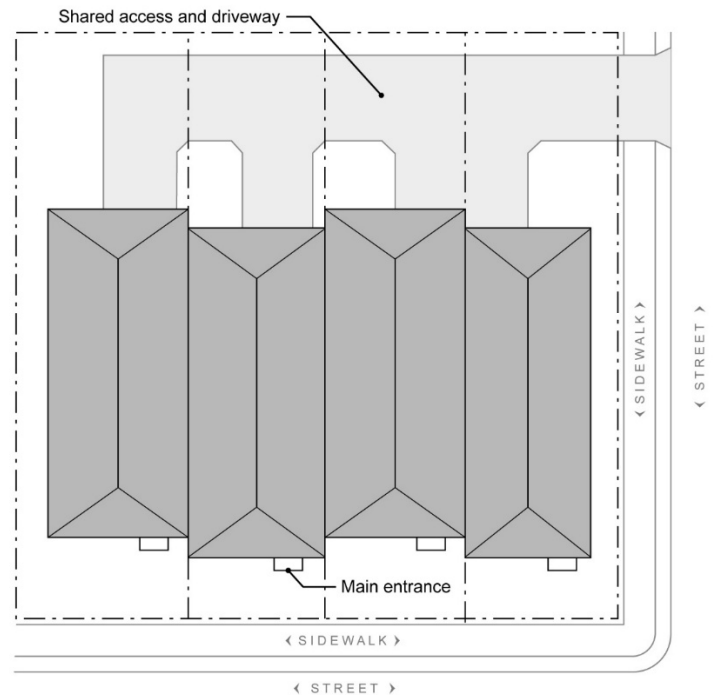 Shared access and driveway
SIDEWALK
STREET
Main entrance
SIDEWALK
STREET